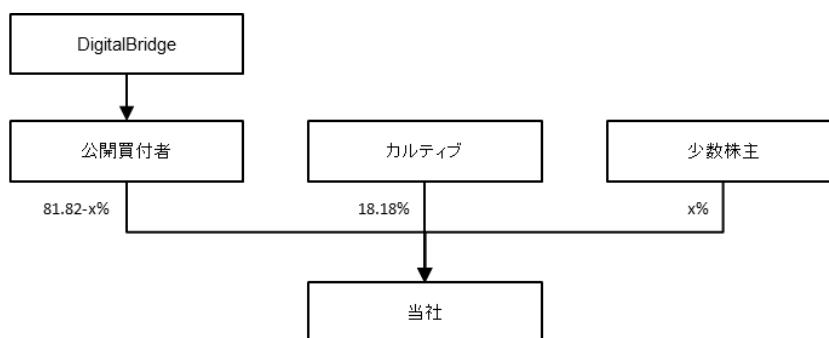 DigitalBridge
公開買付者
カルティブ
少数株主
81.82-x%
18.18%
x%
当社